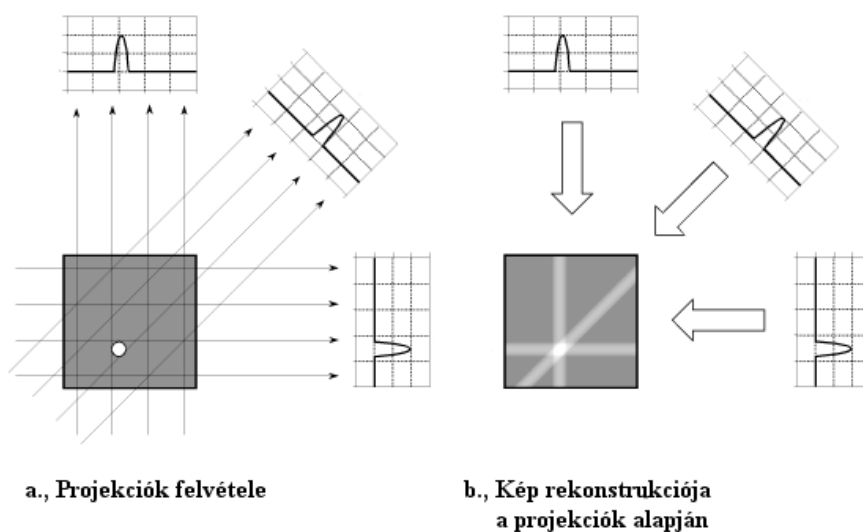 a., Projekciók felvétele
b., Kép rekonstrukciója
a projekciók alapján